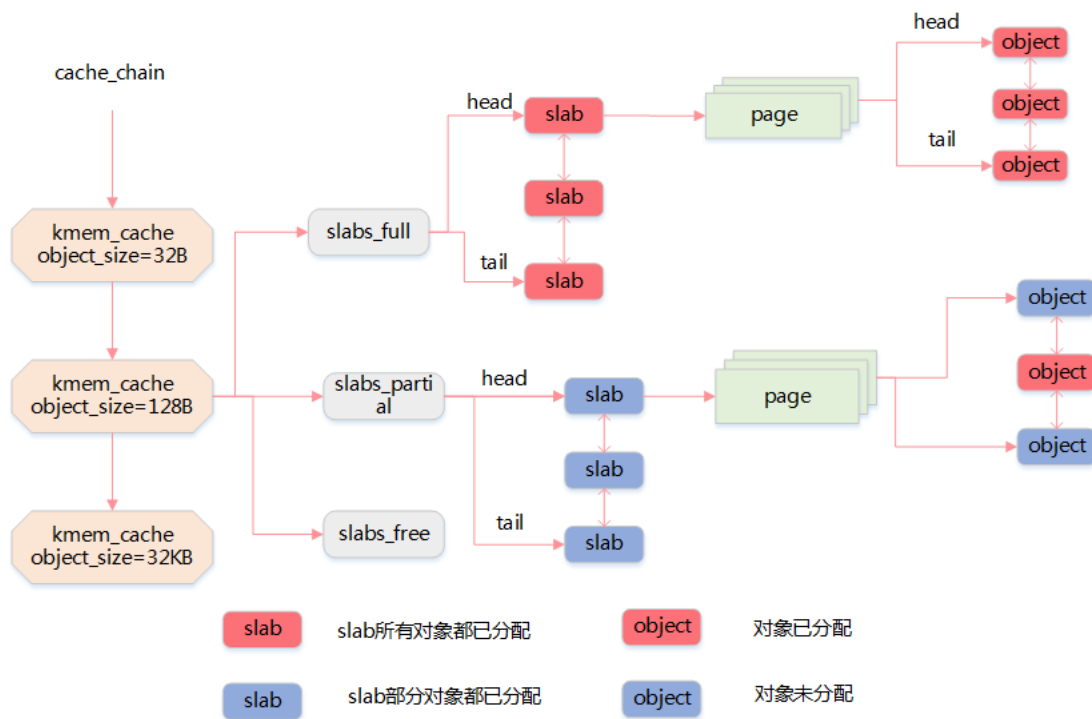 cache_chain
kmem_cache
object_size=32B
kmem_cache
object_size=128B
kmem_cache
object_size=32KB
slabs_full
slabs_parti
al
slabs_free
head
tail
slab
slab
slab
page
head
tail
object
object
object
head
tail
slab
slab
slab
page
object
object
object
slab
slab所有对象都已分配
object
对象已分配
slab
slab部分对象都已分配
object
对象未分配